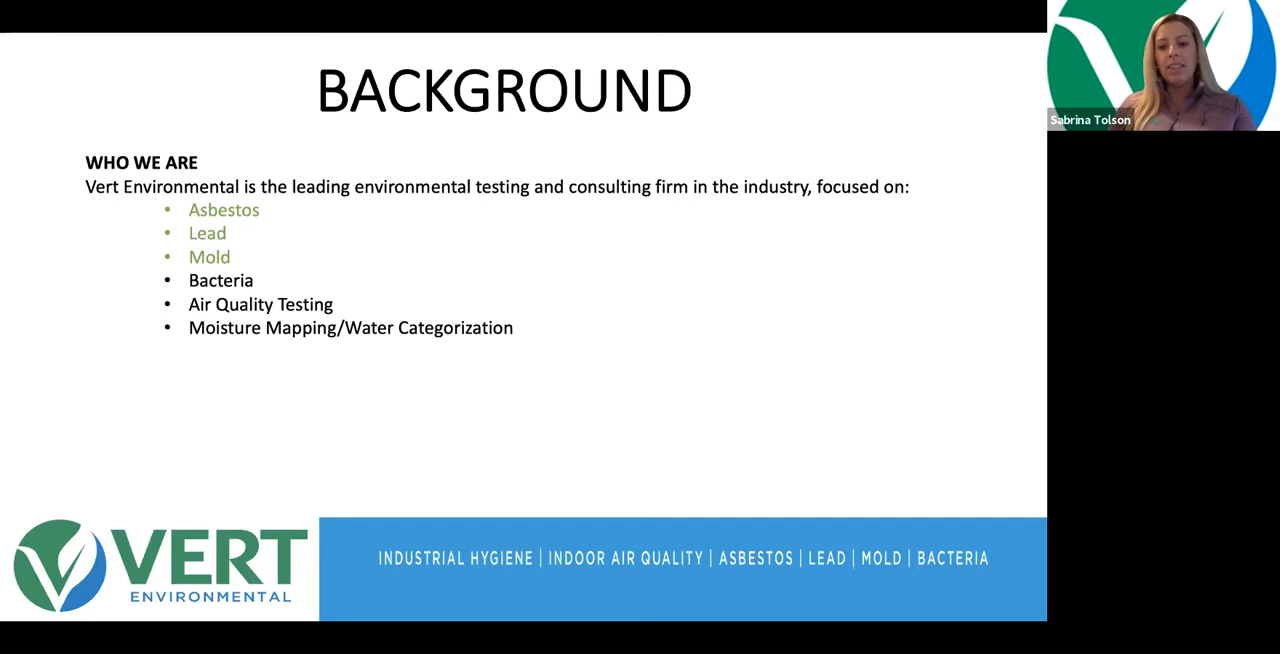 BACKGROUND
WHO WE ARE
Vert Environmental is the leading environmental testing and consulting firm in the industry, focused on:
• Asbestos
• Lead
• Mold
• Bacteria
• Air Quality Testing
• Moisture Mapping/Water Categorization
VERT
ENVIRONMENTAL
INDUSTRIAL HYGIENE | INDOOR AIR QUALITY | ASBESTOS | LEAD | MOLD | BACTERIA
Sabrina Tolson